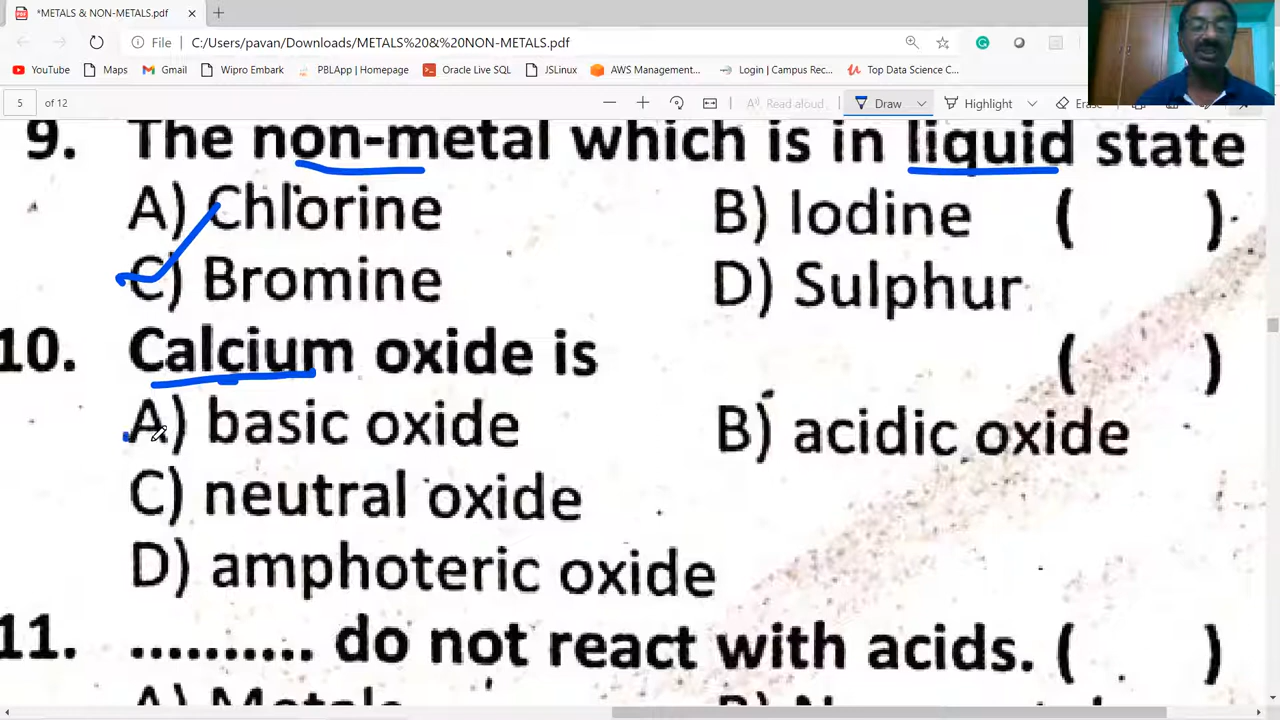 *METALS & NON-METALS.pdf
File C:/Users/pavan/Downloads/METALS%20&%20NON-METALS.pdf
YouTube Maps Gmail Wipro Embark PBLApp | Homepage Oracle Live SQL JSLinux AWS Management... Login | Campus Rec... Top Data Science C...
5 of 12 Read aloud Draw Highlight Erase
9. The non-metal which is in liquid state
A) Chlorine B) Iodine ( )
C) Bromine D) Sulphur
10. Calcium oxide is ( )
A) basic oxide B) acidic oxide
C) neutral oxide
D) amphoteric oxide
11. .......... do not react with acids. ( )
A) Metals B)